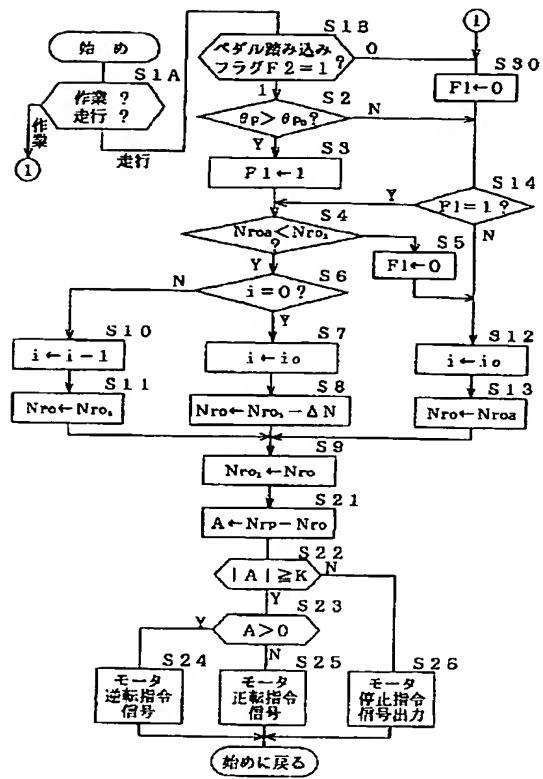 始め
S1A
作業？
走行？
作業
走行
①
S1B
ペダル踏み込み
フラグF2＝1？
0
1
①
S30
F1←0
S2
θp＞θpo？
N
Y
S3
F1←1
S14
F1＝1？
Y
N
S4
Nroa＜Nro₁
？
Y
S5
F1←0
S6
i＝0？
N
Y
S10
i←i－1
S7
i←io
S12
i←io
S11
Nro←Nro₁
S8
Nro←Nro₁－ΔN
S13
Nro←Nroa
S9
Nro₁←Nro
S21
A←Nrp－Nro
S22
｜A｜≧K
N
Y
S23
A＞0
Y
N
S24
モータ
逆転指令
信号
S25
モータ
正転指令
信号
S26
モータ
停止指令
信号出力
始めに戻る